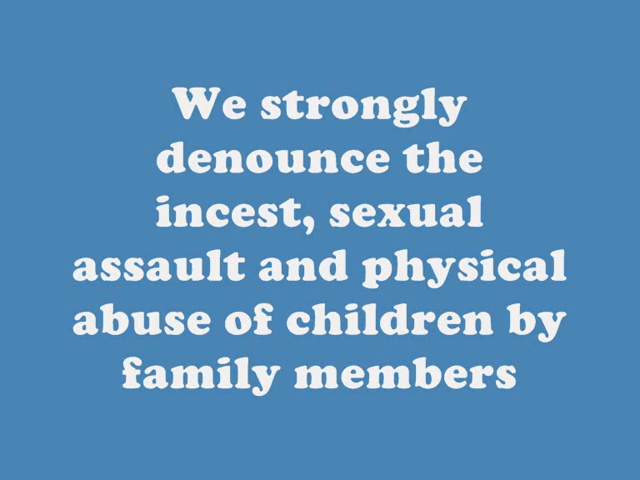 We strongly
denounce the
incest, sexual
assault and physical
abuse of children by
family members